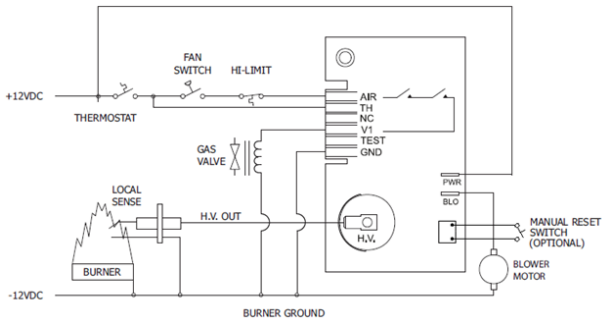 FAN
SWITCH
HI-LIMIT
+12VDC
THERMOSTAT
AIR
TH
NC
V1
TEST
GND
GAS
VALVE
PWR
BLO
LOCAL
SENSE
H.V. OUT
H.V.
MANUAL RESET
SWITCH
(OPTIONAL)
BURNER
BLOWER
MOTOR
-12VDC
BURNER GROUND